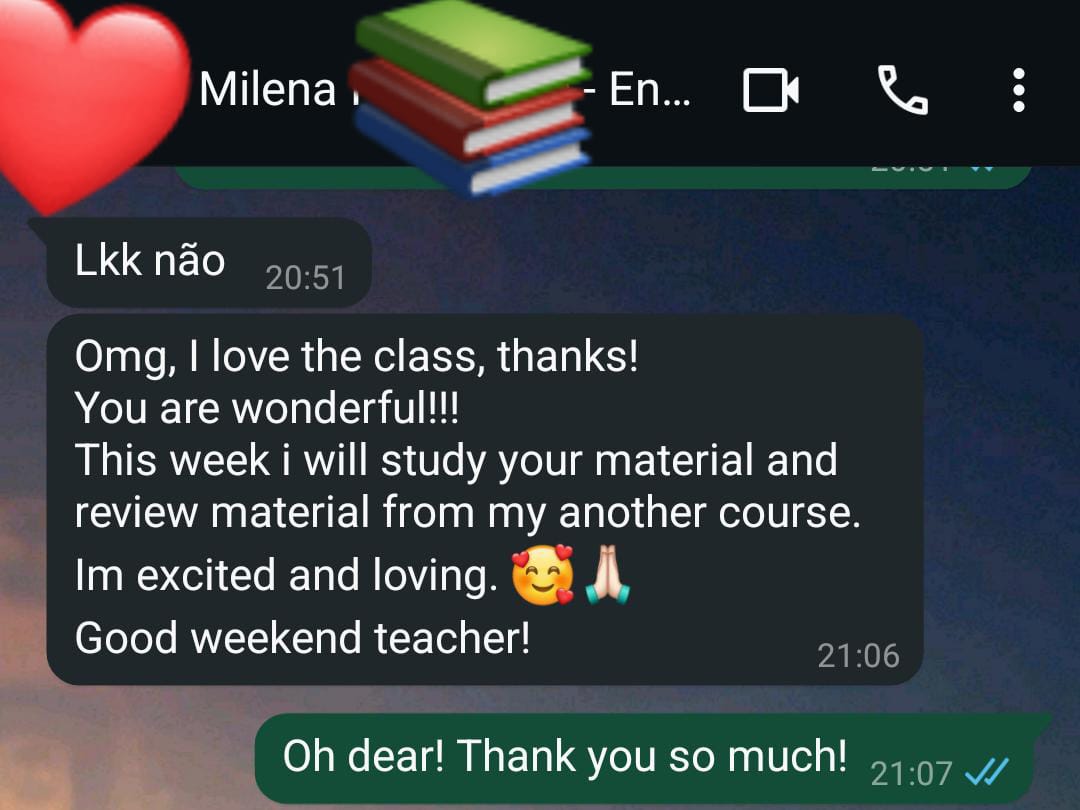 Milena - En...
Lkk não 20:51
Omg, I love the class, thanks!
You are wonderful!!!
This week i will study your material and
review material from my another course.
Im excited and loving. 🥰🙏🏻
Good weekend teacher!
21:06
Oh dear! Thank you so much! 21:07